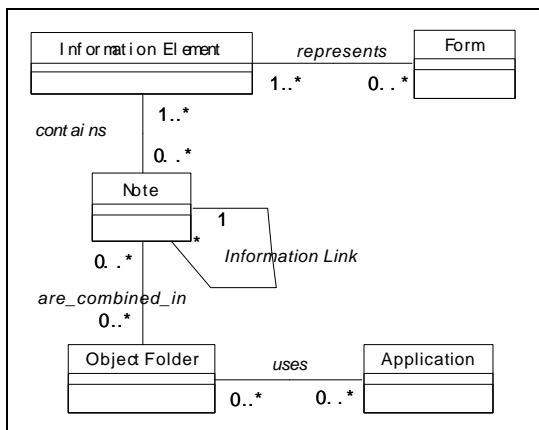 Information Element
Form
represents
1..*
0..*
contains
1..*
0..*
Note
1
*
Information Link
0..*
are_combined_in
0..*
Object Folder
Application
uses
0..*
0..*